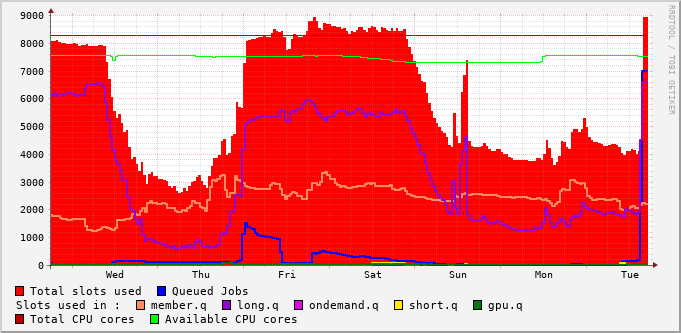 9000
8000
7000
6000
5000
4000
3000
2000
1000
0
Wed Thu Fri Sat Sun Mon Tue
RRDTOOL / TOBI OETIKER
Total slots used Queued Jobs
Slots used in : member.q long.q ondemand.q short.q gpu.q
Total CPU cores Available CPU cores